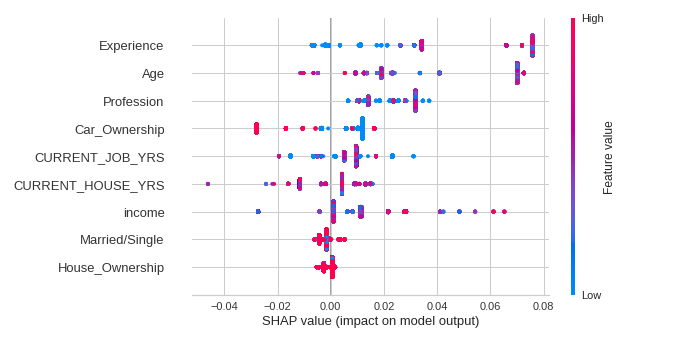 High
Experience
Age
Profession
Car_Ownership
CURRENT_JOB_YRS
CURRENT_HOUSE_YRS
income
Married/Single
House_Ownership
Feature value
Low
−0.04 −0.02 0.00 0.02 0.04 0.06 0.08
SHAP value (impact on model output)